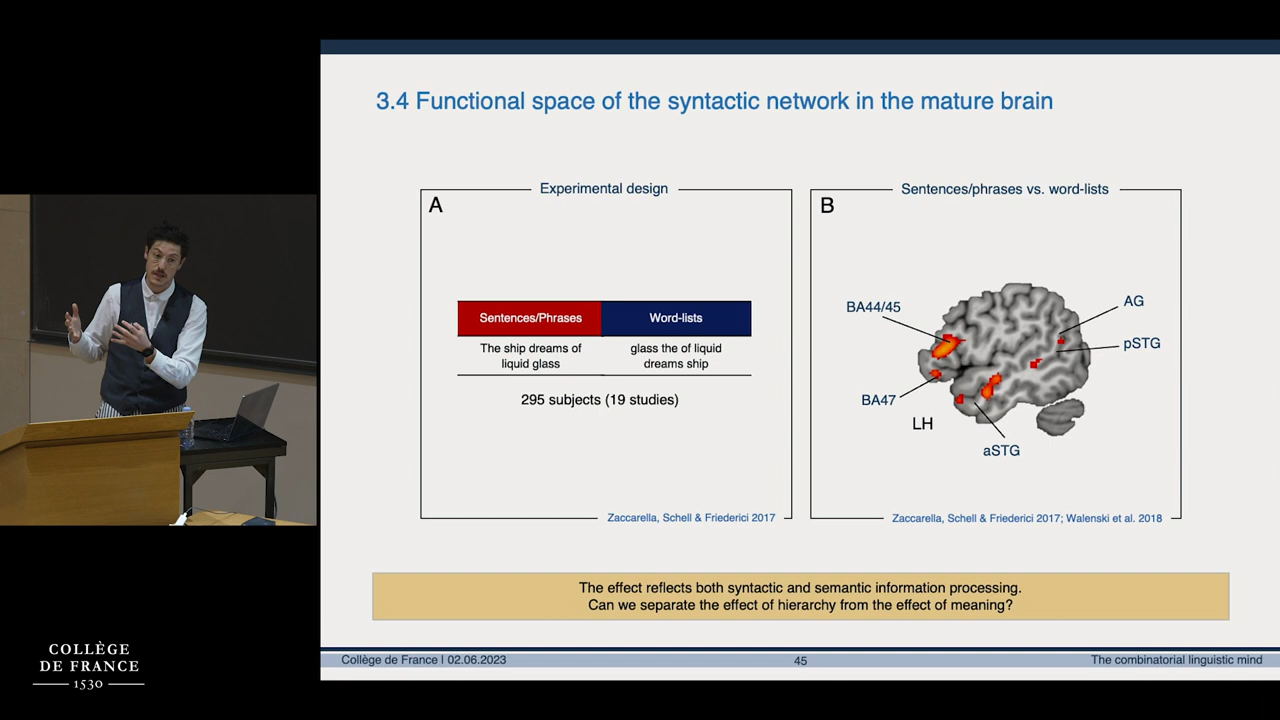 3.4 Functional space of the syntactic network in the mature brain
Experimental design
A
Sentences/Phrases Word-lists
The ship dreams of glass the of liquid
liquid glass dreams ship
295 subjects (19 studies)
Zaccarella, Schell & Friederici 2017
Sentences/phrases vs. word-lists
B
BA44/45
AG
pSTG
BA47
LH
aSTG
Zaccarella, Schell & Friederici 2017; Walenski et al. 2018
The effect reflects both syntactic and semantic information processing.
Can we separate the effect of hierarchy from the effect of meaning?
Collège de France I 02.06.2023 45 The combinatorial linguistic mind
COLLÈGE
DE FRANCE
1530